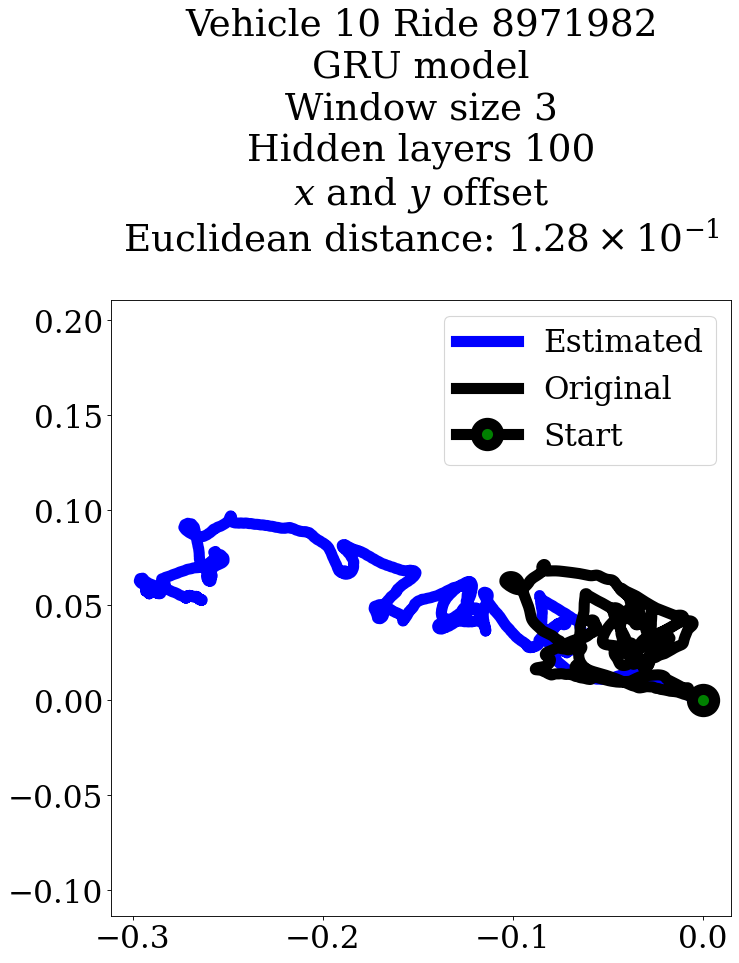 Vehicle 10 Ride 8971982
GRU model
Window size 3
Hidden layers 100
x and y offset
Euclidean distance: 1.28 × 10⁻¹
Estimated
Original
Start
0.20
0.15
0.10
0.05
0.00
−0.05
−0.10
−0.3
−0.2
−0.1
0.0